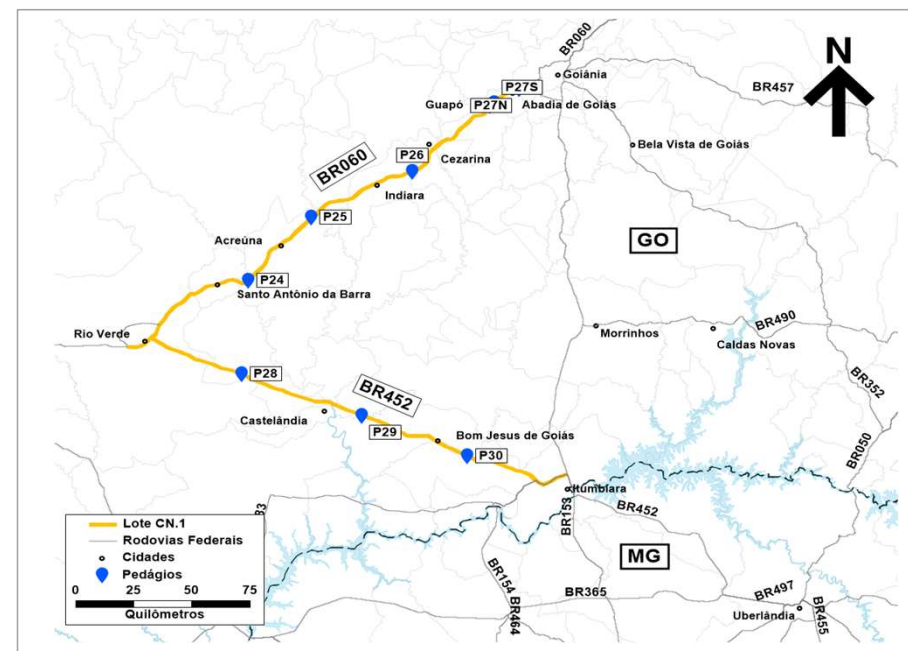 BR060
N
Goiânia
P27S
BR457
Guapó
P27N
Abadia de Goiás
Bela Vista de Goiás
P26
Cezarina
BR060
Indiara
P25
GO
Acreúna
P24
Santo Antônio da Barra
Rio Verde
Morrinhos
BR490
Caldas Novas
P28
BR352
BR452
Castelândia
P29
Bom Jesus de Goiás
P30
BR050
Itumbiara
BR153
BR452
83
Lote CN.1
Rodovias Federais
Cidades
Pedágios
0 25 50 75
Quilômetros
MG
BR154
BR365
BR464
BR497
Uberlândia
BR455